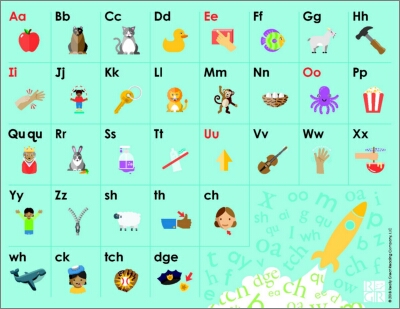 Aa Bb Cc Dd Ee Ff Gg Hh
Ii Jj Kk Ll Mm Nn Oo Pp
Qu qu Rr Ss Tt Uu Vv Ww Xx
Yy Zz sh th ch
wh ck tch dge